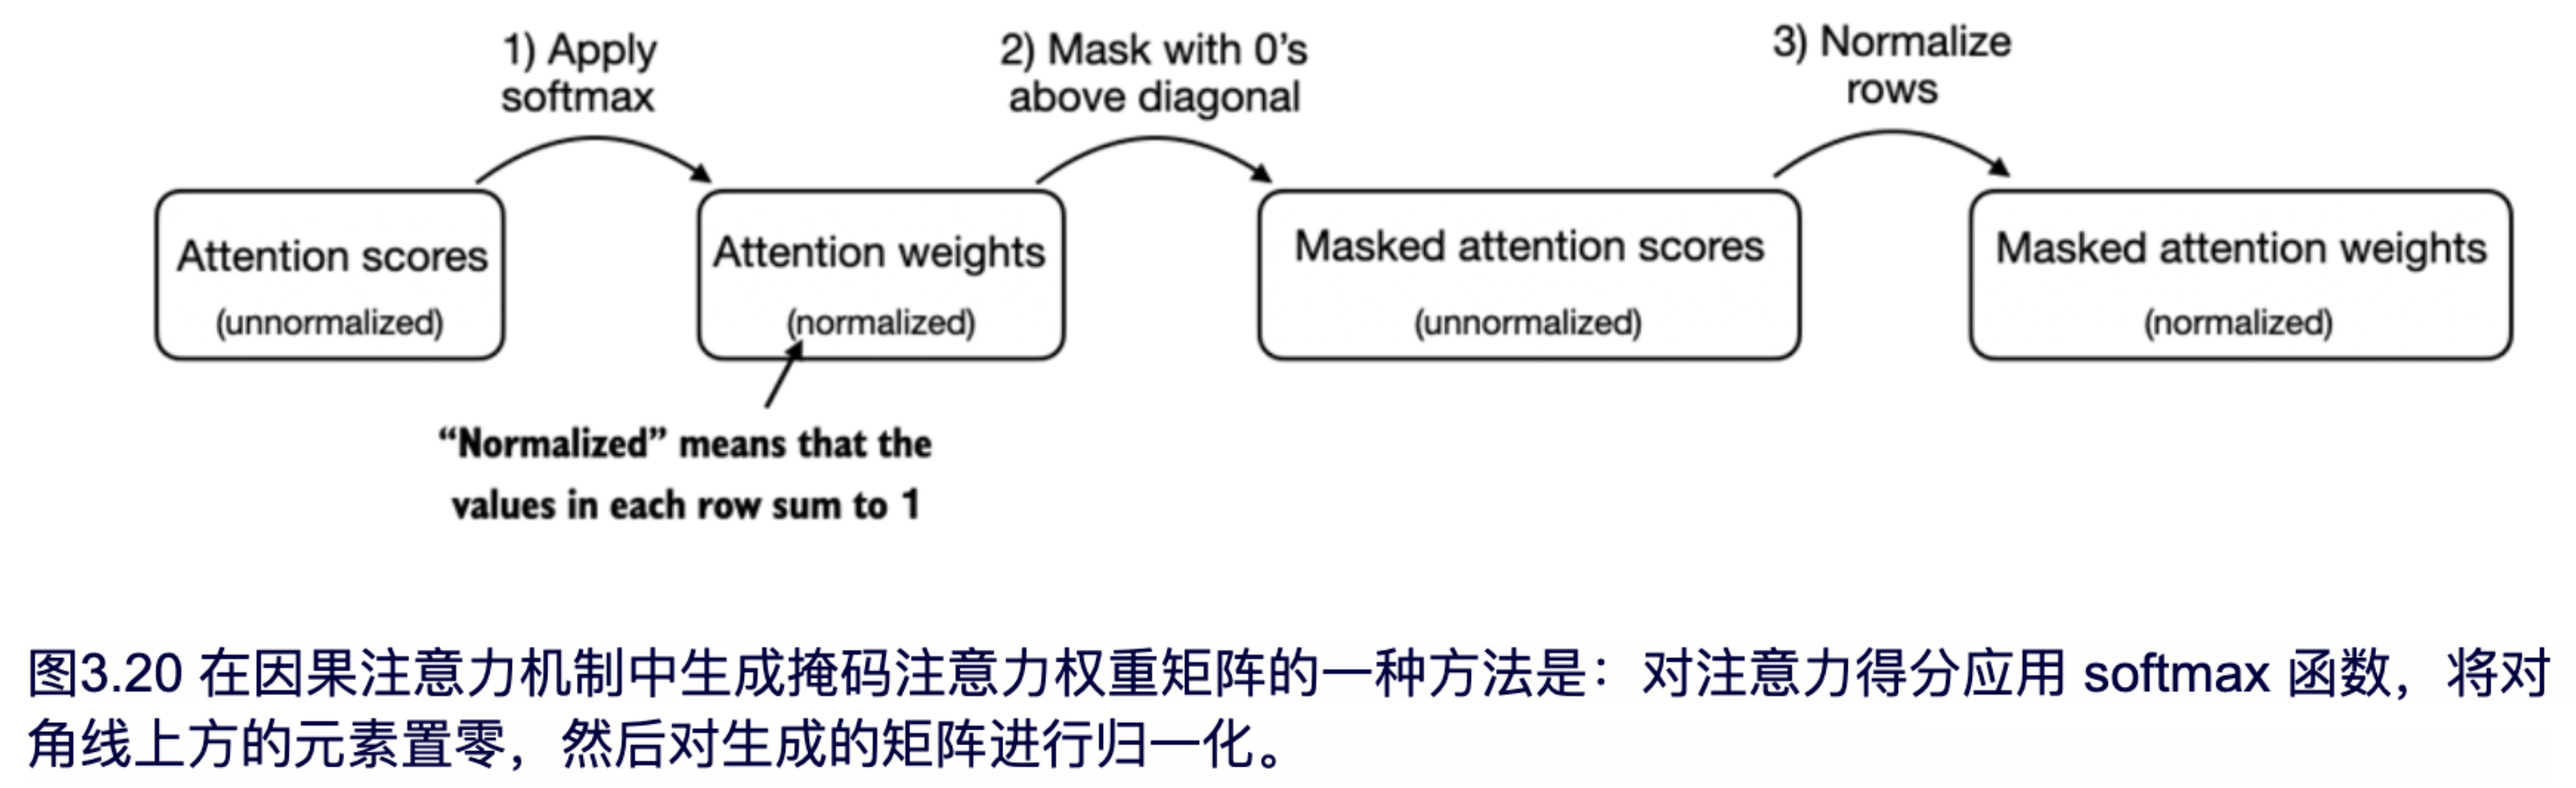 1) Apply
softmax
2) Mask with 0's
above diagonal
3) Normalize
rows
Attention scores
(unnormalized)
Attention weights
(normalized)
Masked attention scores
(unnormalized)
Masked attention weights
(normalized)
“Normalized” means that the
values in each row sum to 1
图3.20 在因果注意力机制中生成掩码注意力权重矩阵的一种方法是：对注意力得分应用 softmax 函数，将对
角线上方的元素置零，然后对生成的矩阵进行归一化。